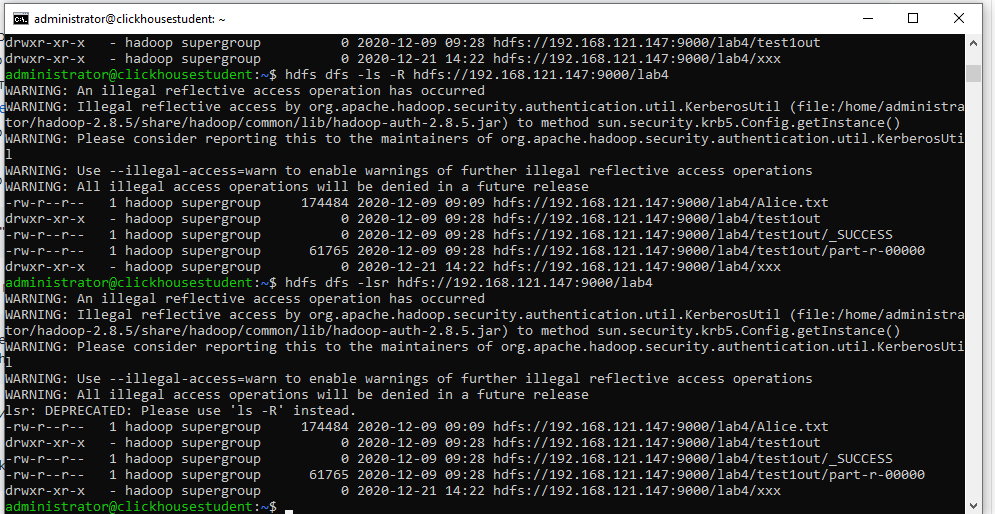 administrator@clickhousestudent: ~
drwxr-xr-x   - hadoop supergroup          0 2020-12-09 09:28 hdfs://192.168.121.147:9000/lab4/test1out
drwxr-xr-x   - hadoop supergroup          0 2020-12-21 14:22 hdfs://192.168.121.147:9000/lab4/xxx
administrator@clickhousestudent:~$ hdfs dfs -ls -R hdfs://192.168.121.147:9000/lab4
WARNING: An illegal reflective access operation has occurred
WARNING: Illegal reflective access by org.apache.hadoop.security.authentication.util.KerberosUtil (file:/home/administra
tor/hadoop-2.8.5/share/hadoop/common/lib/hadoop-auth-2.8.5.jar) to method sun.security.krb5.Config.getInstance()
WARNING: Please consider reporting this to the maintainers of org.apache.hadoop.security.authentication.util.KerberosUti
l
WARNING: Use --illegal-access=warn to enable warnings of further illegal reflective access operations
WARNING: All illegal access operations will be denied in a future release
-rw-r--r--   1 hadoop supergroup     174484 2020-12-09 09:09 hdfs://192.168.121.147:9000/lab4/Alice.txt
drwxr-xr-x   - hadoop supergroup          0 2020-12-09 09:28 hdfs://192.168.121.147:9000/lab4/test1out
-rw-r--r--   1 hadoop supergroup          0 2020-12-09 09:28 hdfs://192.168.121.147:9000/lab4/test1out/_SUCCESS
-rw-r--r--   1 hadoop supergroup      61765 2020-12-09 09:28 hdfs://192.168.121.147:9000/lab4/test1out/part-r-00000
drwxr-xr-x   - hadoop supergroup          0 2020-12-21 14:22 hdfs://192.168.121.147:9000/lab4/xxx
administrator@clickhousestudent:~$ hdfs dfs -lsr hdfs://192.168.121.147:9000/lab4
WARNING: An illegal reflective access operation has occurred
WARNING: Illegal reflective access by org.apache.hadoop.security.authentication.util.KerberosUtil (file:/home/administra
tor/hadoop-2.8.5/share/hadoop/common/lib/hadoop-auth-2.8.5.jar) to method sun.security.krb5.Config.getInstance()
WARNING: Please consider reporting this to the maintainers of org.apache.hadoop.security.authentication.util.KerberosUti
l
WARNING: Use --illegal-access=warn to enable warnings of further illegal reflective access operations
WARNING: All illegal access operations will be denied in a future release
lsr: DEPRECATED: Please use 'ls -R' instead.
-rw-r--r--   1 hadoop supergroup     174484 2020-12-09 09:09 hdfs://192.168.121.147:9000/lab4/Alice.txt
drwxr-xr-x   - hadoop supergroup          0 2020-12-09 09:28 hdfs://192.168.121.147:9000/lab4/test1out
-rw-r--r--   1 hadoop supergroup          0 2020-12-09 09:28 hdfs://192.168.121.147:9000/lab4/test1out/_SUCCESS
-rw-r--r--   1 hadoop supergroup      61765 2020-12-09 09:28 hdfs://192.168.121.147:9000/lab4/test1out/part-r-00000
drwxr-xr-x   - hadoop supergroup          0 2020-12-21 14:22 hdfs://192.168.121.147:9000/lab4/xxx
administrator@clickhousestudent:~$